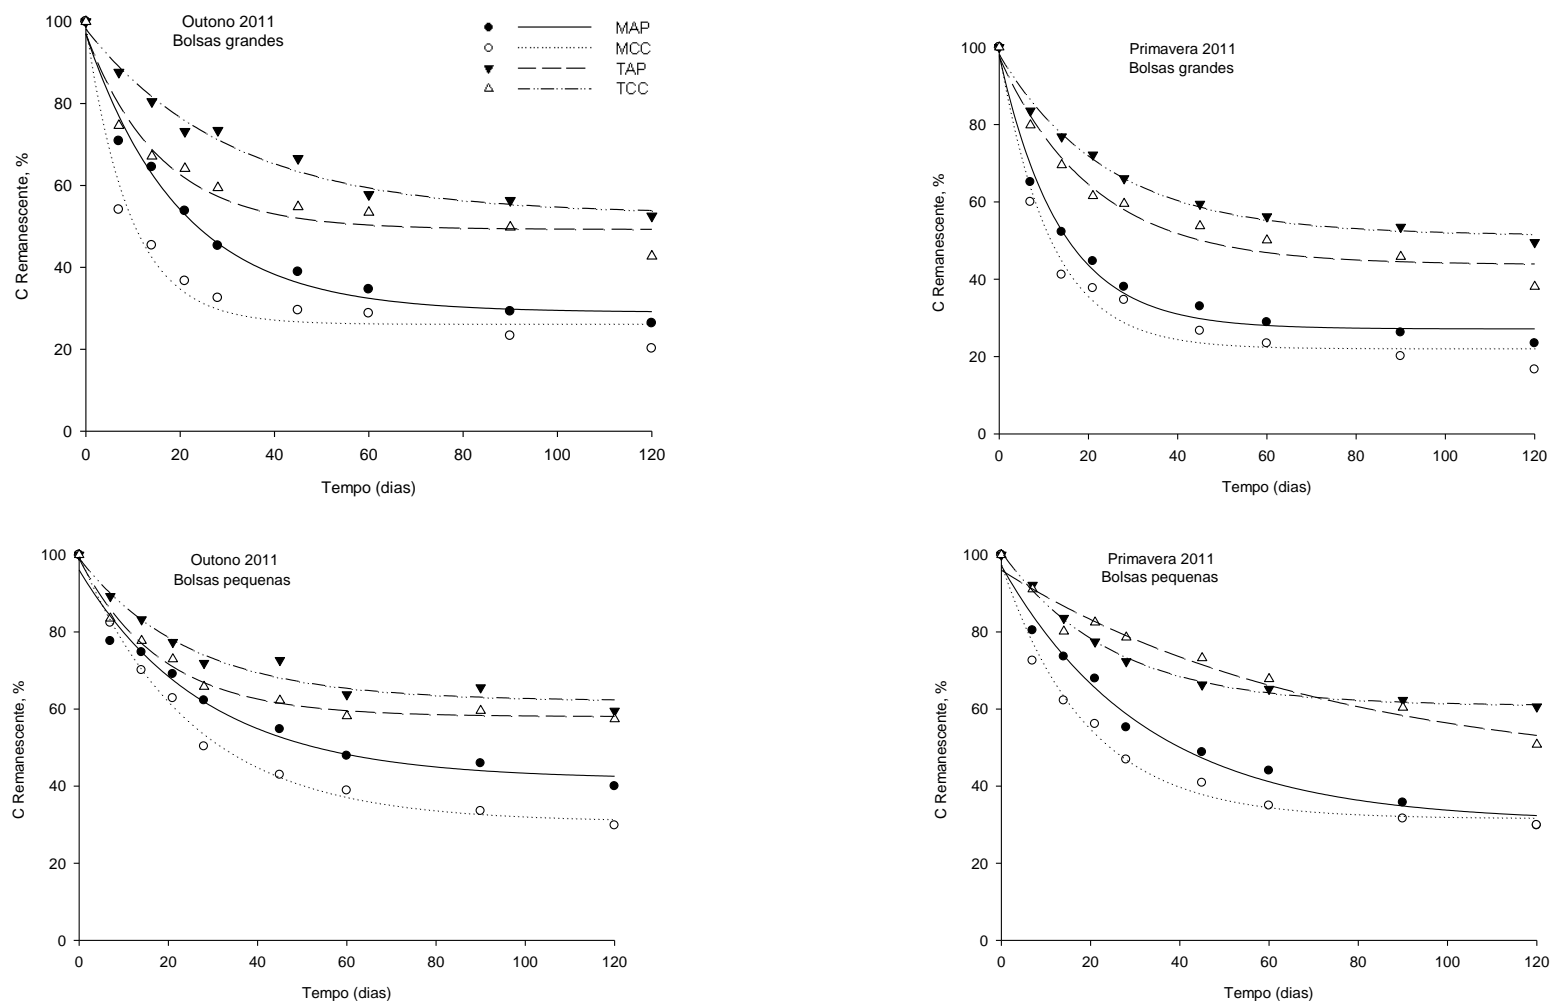 Outono 2011
Bolsas grandes
MAP
MCC
TAP
TCC
C Remanescente, %
100
80
60
40
20
0
0 20 40 60 80 100 120
Tempo (dias)
Primavera 2011
Bolsas grandes
C Remanescente, %
100
80
60
40
20
0
0 20 40 60 80 100 120
Tempo (dias)
Outono 2011
Bolsas pequenas
C Remanescente, %
100
80
60
40
20
0
0 20 40 60 80 100 120
Tempo (dias)
Primavera 2011
Bolsas pequenas
C Remanescente, %
100
80
60
40
20
0
0 20 40 60 80 100 120
Tempo (dias)